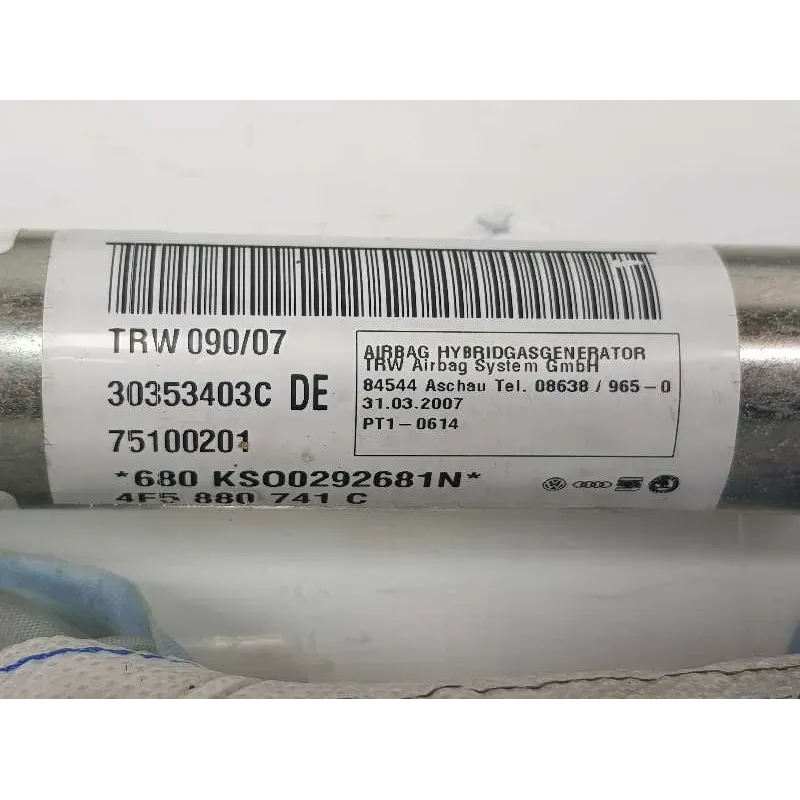 TRW 090/07
30353403C DE
75100201
*680 KSO0292681N*
4F5 880 741 C
AIRBAG HYBRIDGASGENERATOR
TRW Airbag System GmbH
84544 Aschau Tel. 08638 / 965-0
31.03.2007
PT1-0614